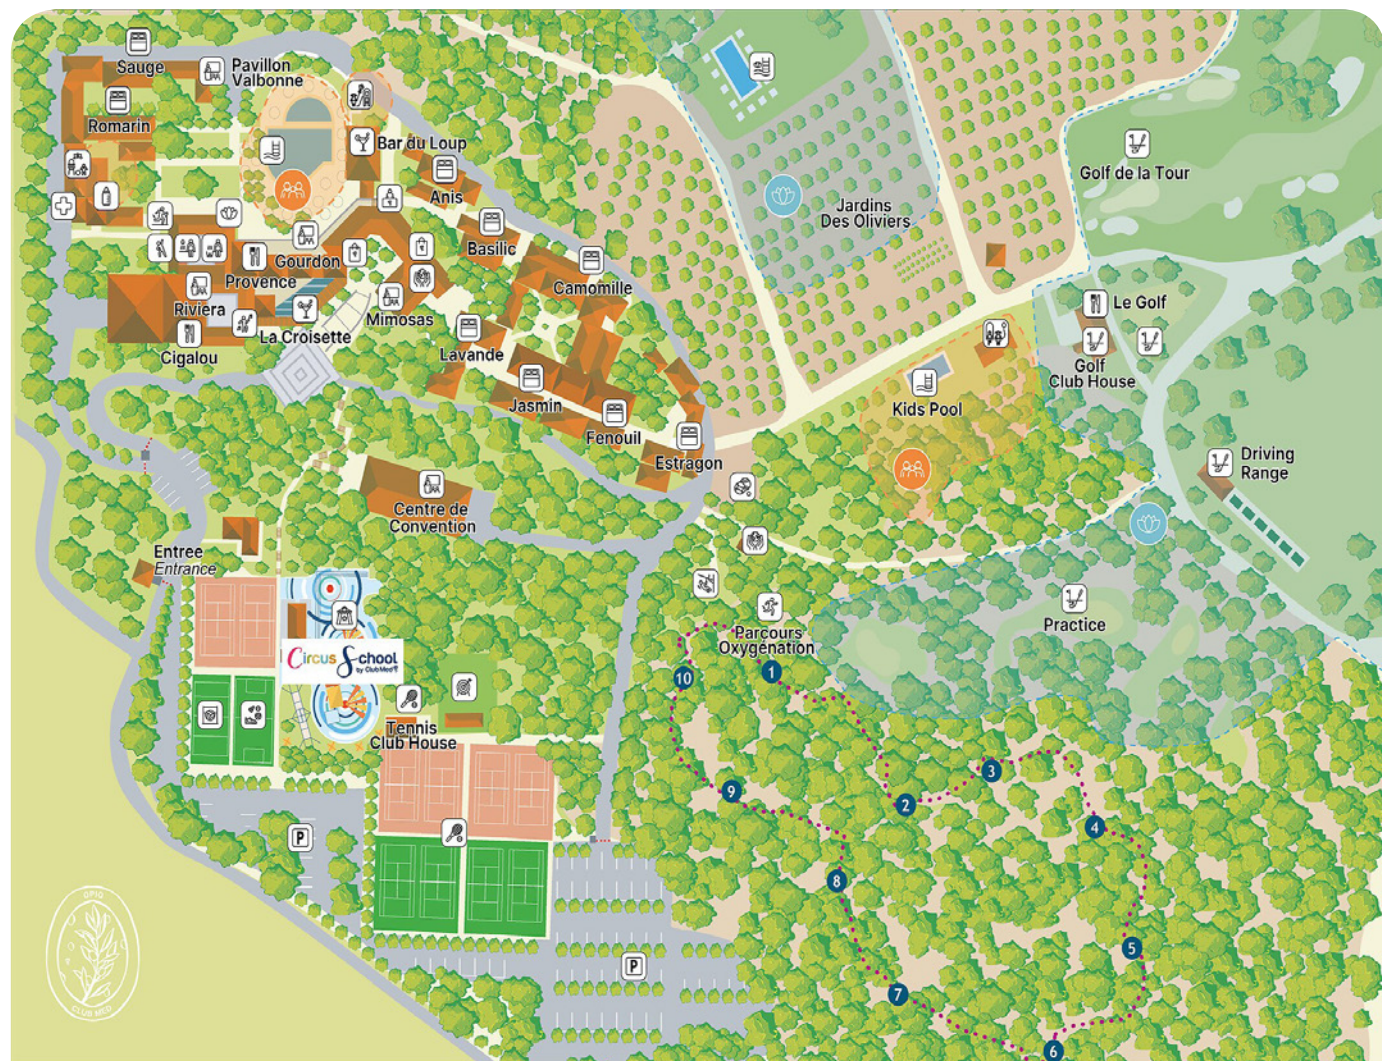 Sauge
Pavillon
Valbonne
Romarin
Bar du Loup
Anis
Basilic
Gourdon
Provence
Camomille
Riviera
La Croisette
Mimosas
Cigalou
Lavande
Jasmin
Fenouil
Estragon
Jardins
Des Oliviers
Golf de la Tour
Le Golf
Golf
Club House
Kids Pool
Driving
Range
Centre de
Convention
Entree
Entrance
Circus School
by Club Med
Tennis
Club House
Parcours
Oxygénation
Practice
1
2
3
4
5
6
7
8
9
10
P
P
OPIO
CLUB MED